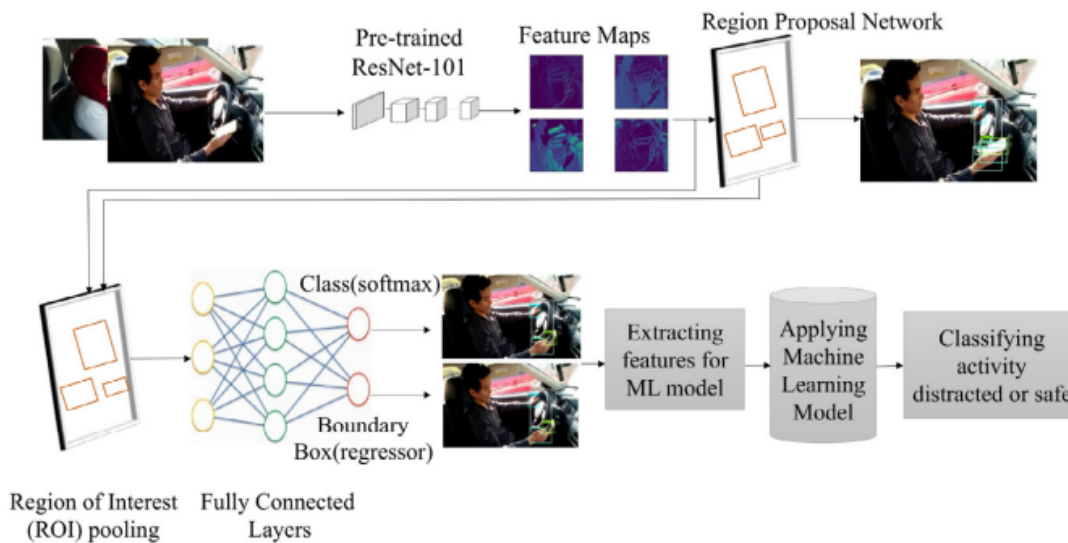 Pre-trained
ResNet-101
Feature Maps
Region Proposal Network
Class(softmax)
Boundary
Box(regressor)
Extracting
features for
ML model
Applying
Machine
Learning
Model
Classifying
activity
distracted or safe
Region of Interest
(ROI) pooling
Fully Connected
Layers